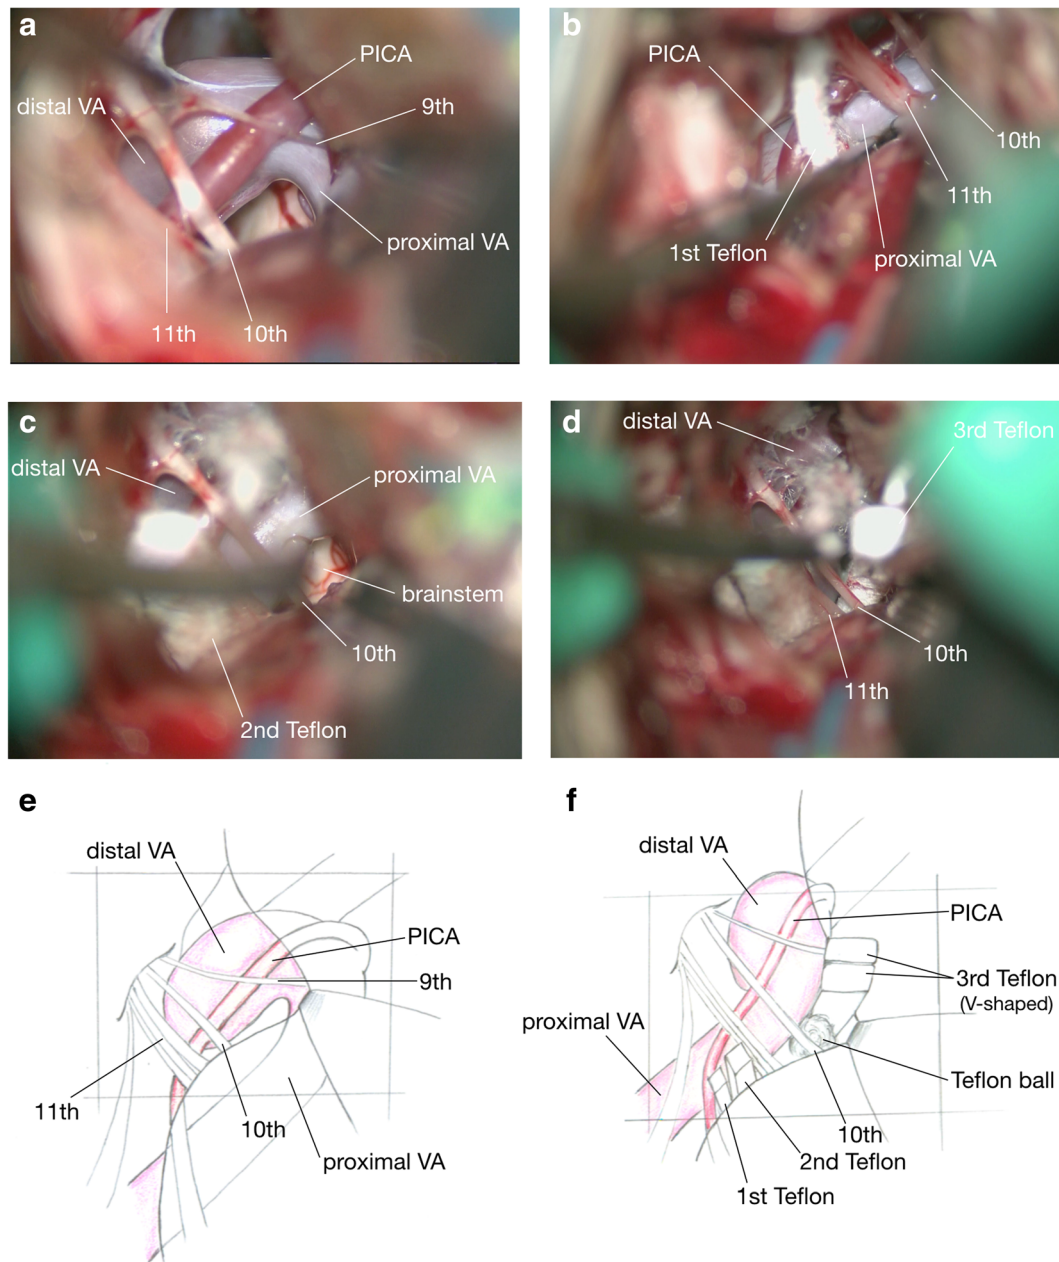 a
PICA
distal VA
9th
proximal VA
11th
10th
b
PICA
10th
11th
1st Teflon
proximal VA
c
distal VA
proximal VA
brainstem
10th
2nd Teflon
d
distal VA
3rd Teflon
10th
11th
e
distal VA
PICA
9th
11th
10th
proximal VA
f
distal VA
PICA
3rd Teflon
(V-shaped)
proximal VA
Teflon ball
10th
2nd Teflon
1st Teflon